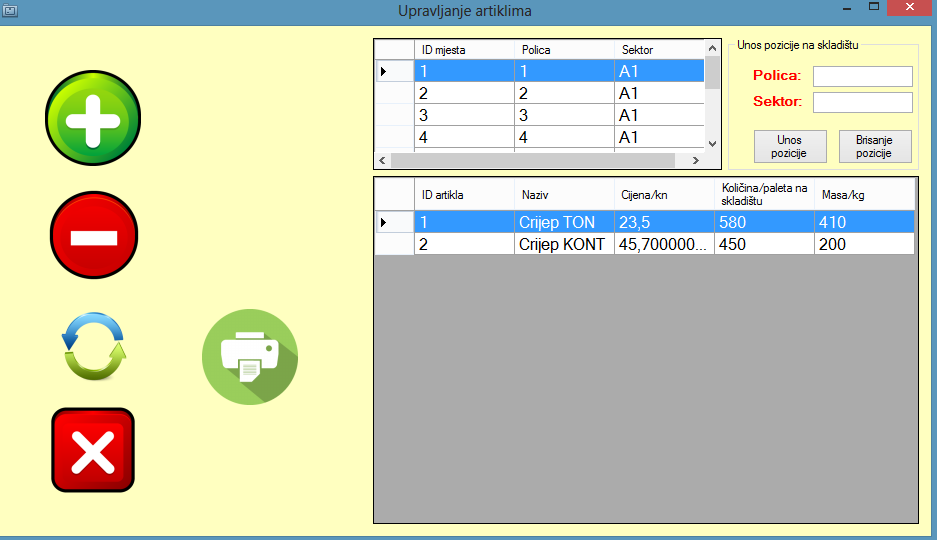 Upravljanje artiklima
ID mjesta Polica Sektor
1 1 A1
2 2 A1
3 3 A1
4 4 A1
Unos pozicije na skladištu
Polica:
Sektor:
Unos
pozicije
Brisanje
pozicije
ID artikla Naziv Cijena/kn Količina/paleta na
skladištu Masa/kg
1 Crijep TON 23,5 580 410
2 Crijep KONT 45,700000... 450 200